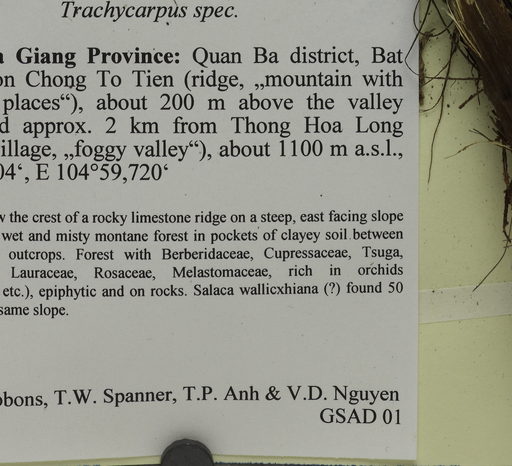 Trachycarpus spec.
Giang Province: Quan Ba district, Bat
Chong To Tien (ridge, „mountain with
places“), about 200 m above the valley
approx. 2 km from Thong Hoa Long
illage, „foggy valley“), about 1100 m a.s.l.,
04‘, E 104°59,720‘
the crest of a rocky limestone ridge on a steep, east facing slope
wet and misty montane forest in pockets of clayey soil between
outcrops. Forest with Berberidaceae, Cupressaceae, Tsuga,
Lauraceae, Rosaceae, Melastomaceae, rich in orchids
etc.), epiphytic and on rocks. Salaca wallicxhiana (?) found 50
same slope.
bbons, T.W. Spanner, T.P. Anh & V.D. Nguyen
GSAD 01